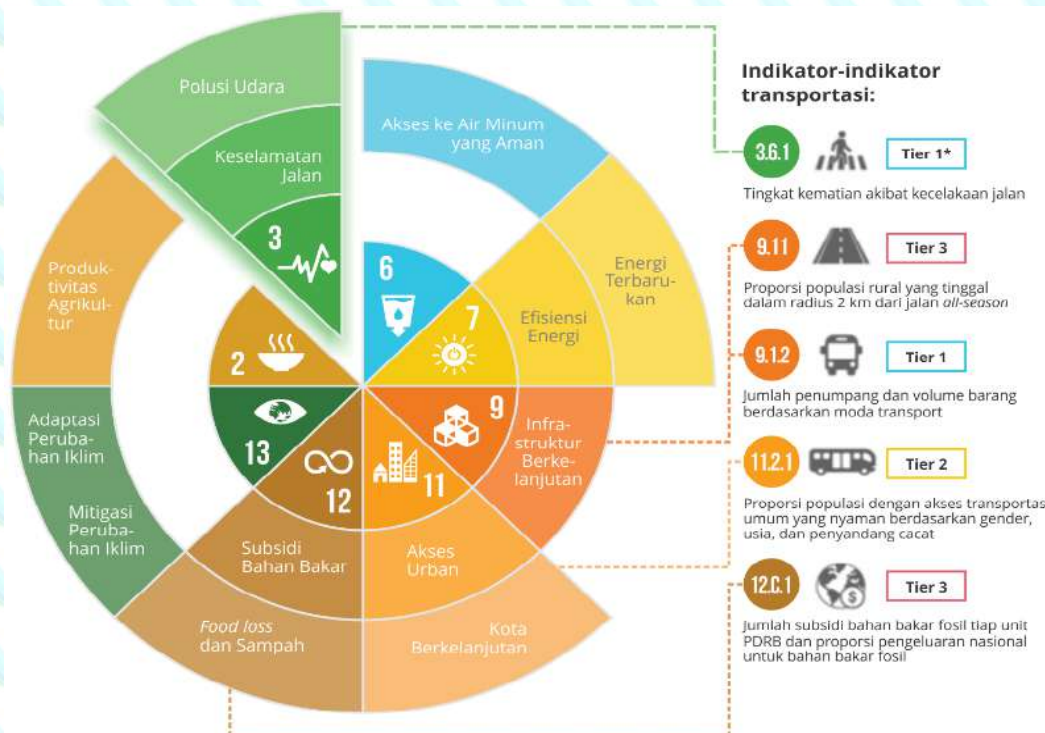 Polusi Udara
Keselamatan
Jalan
3
Akses ke Air Minum
yang Aman
6
Energi
Terbaru-
kan
Efisiensi
Energi
7
Infra-
struktur
Berke-
lanjutan
9
Akses
Urban
Kota
Berkelanjutan
11
Subsidi
Bahan Bakar
Food loss
dan Sampah
12
Adaptasi
Peruba-
han Iklim
Mitigasi
Peruba-
han Iklim
13
Produk-
tivitas
Agrikul-
tur
2
Indikator-indikator
transportasi:
3.6.1
Tier 1*
Tingkat kematian akibat kecelakaan jalan
9.11
Tier 3
Proporsi populasi rural yang tinggal
dalam radius 2 km dari jalan all-season
9.1.2
Tier 1
Jumlah penumpang dan volume barang
berdasarkan moda transport
11.2.1
Tier 2
Proporsi populasi dengan akses transportas
umum yang nyaman berdasarkan gender,
usia, dan penyandang cacat
12.C.1
Tier 3
Jumlah subsidi bahan bakar fosil tiap unit
PDRB dan proporsi pengeluaran nasional
untuk bahan bakar fosil